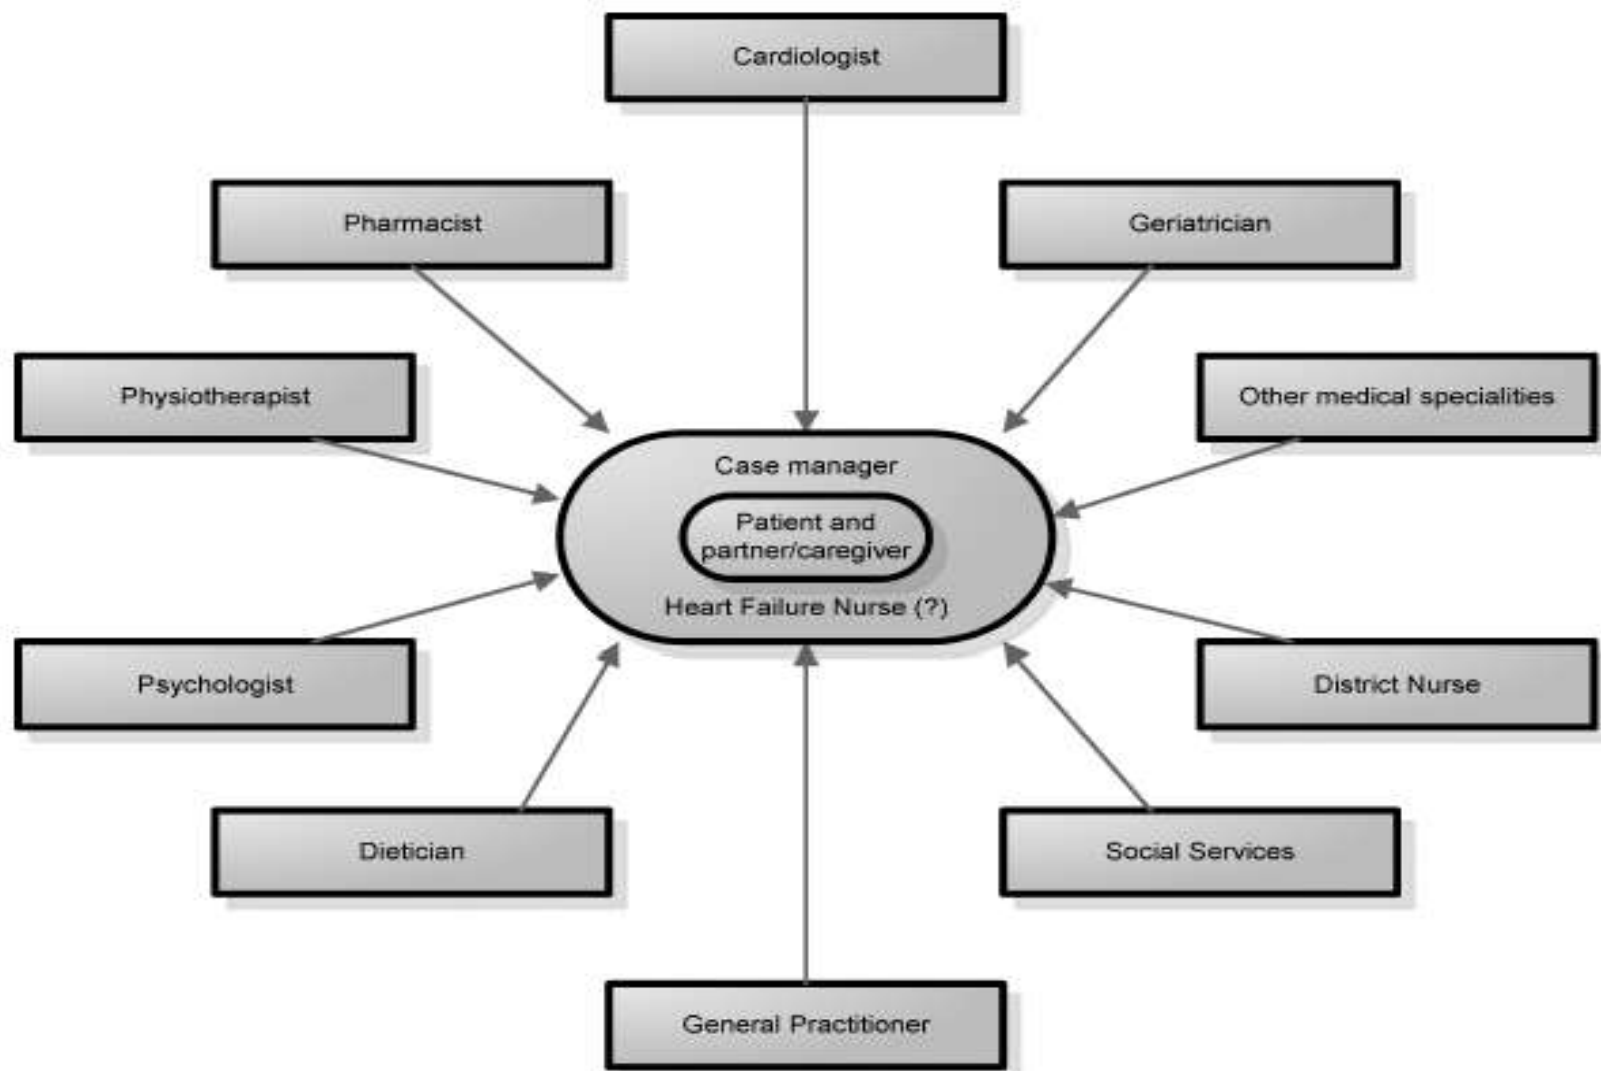 Cardiologist
Pharmacist
Geriatrician
Physiotherapist
Other medical specialities
Case manager
Patient and
partner/caregiver
Heart Failure Nurse (?)
Psychologist
District Nurse
Dietician
Social Services
General Practitioner